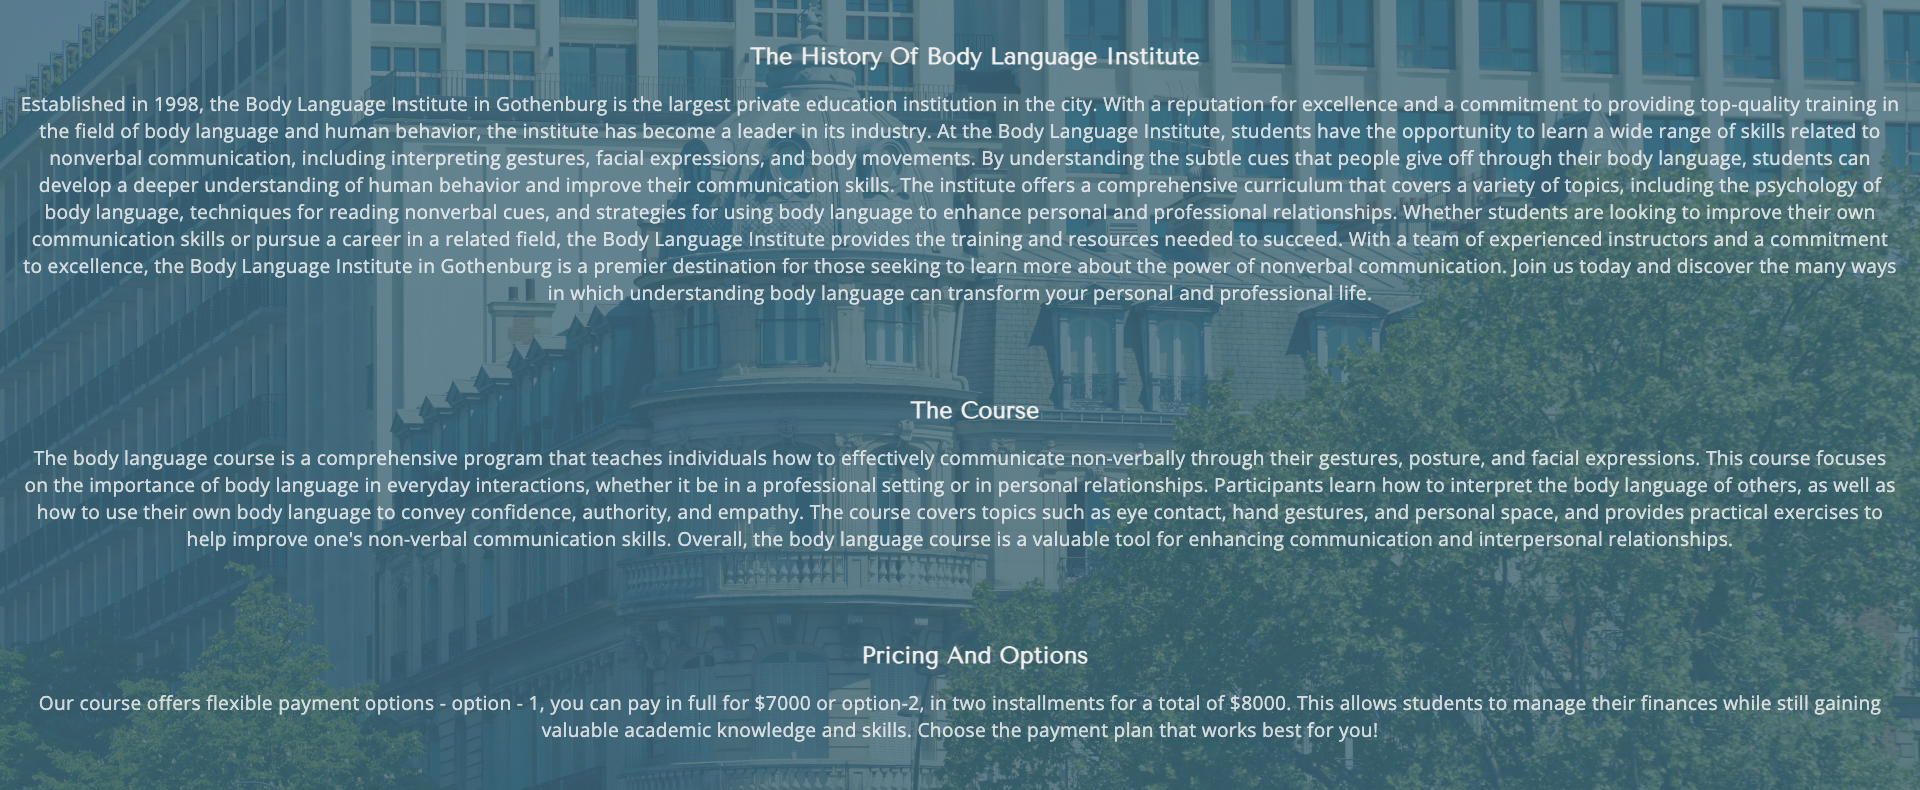 The History Of Body Language Institute
Established in 1998, the Body Language Institute in Gothenburg is the largest private education institution in the city. With a reputation for excellence and a commitment to providing top-quality training in
the field of body language and human behavior, the institute has become a leader in its industry. At the Body Language Institute, students have the opportunity to learn a wide range of skills related to
nonverbal communication, including interpreting gestures, facial expressions, and body movements. By understanding the subtle cues that people give off through their body language, students can
develop a deeper understanding of human behavior and improve their communication skills. The institute offers a comprehensive curriculum that covers a variety of topics, including the psychology of
body language, techniques for reading nonverbal cues, and strategies for using body language to enhance personal and professional relationships. Whether students are looking to improve their own
communication skills or pursue a career in a related field, the Body Language Institute provides the training and resources needed to succeed. With a team of experienced instructors and a commitment
to excellence, the Body Language Institute in Gothenburg is a premier destination for those seeking to learn more about the power of nonverbal communication. Join us today and discover the many ways
in which understanding body language can transform your personal and professional life.
The Course
The body language course is a comprehensive program that teaches individuals how to effectively communicate non-verbally through their gestures, posture, and facial expressions. This course focuses
on the importance of body language in everyday interactions, whether it be in a professional setting or in personal relationships. Participants learn how to interpret the body language of others, as well as
how to use their own body language to convey confidence, authority, and empathy. The course covers topics such as eye contact, hand gestures, and personal space, and provides practical exercises to
help improve one's non-verbal communication skills. Overall, the body language course is a valuable tool for enhancing communication and interpersonal relationships.
Pricing And Options
Our course offers flexible payment options - option - 1, you can pay in full for $7000 or option-2, in two installments for a total of $8000. This allows students to manage their finances while still gaining
valuable academic knowledge and skills. Choose the payment plan that works best for you!